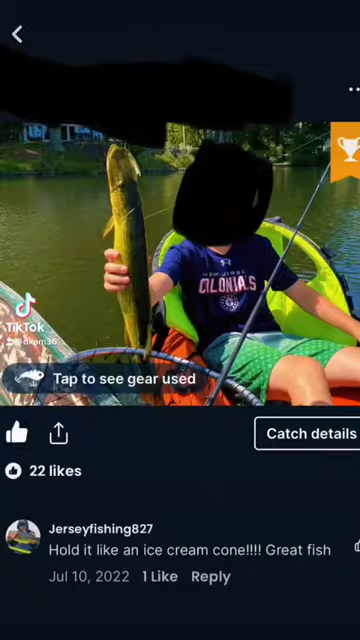 NEW JERSEY
COLONIALS
TikTok
Tap to see gear used
Catch details
22 likes
Jerseyfishing827
Hold it like an ice cream cone!!!! Great fish
Jul 10, 2022 1 Like Reply